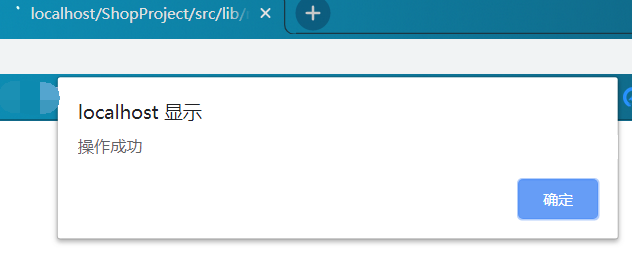 localhost/ShopProject/src/lib/
localhost 显示
操作成功
确定